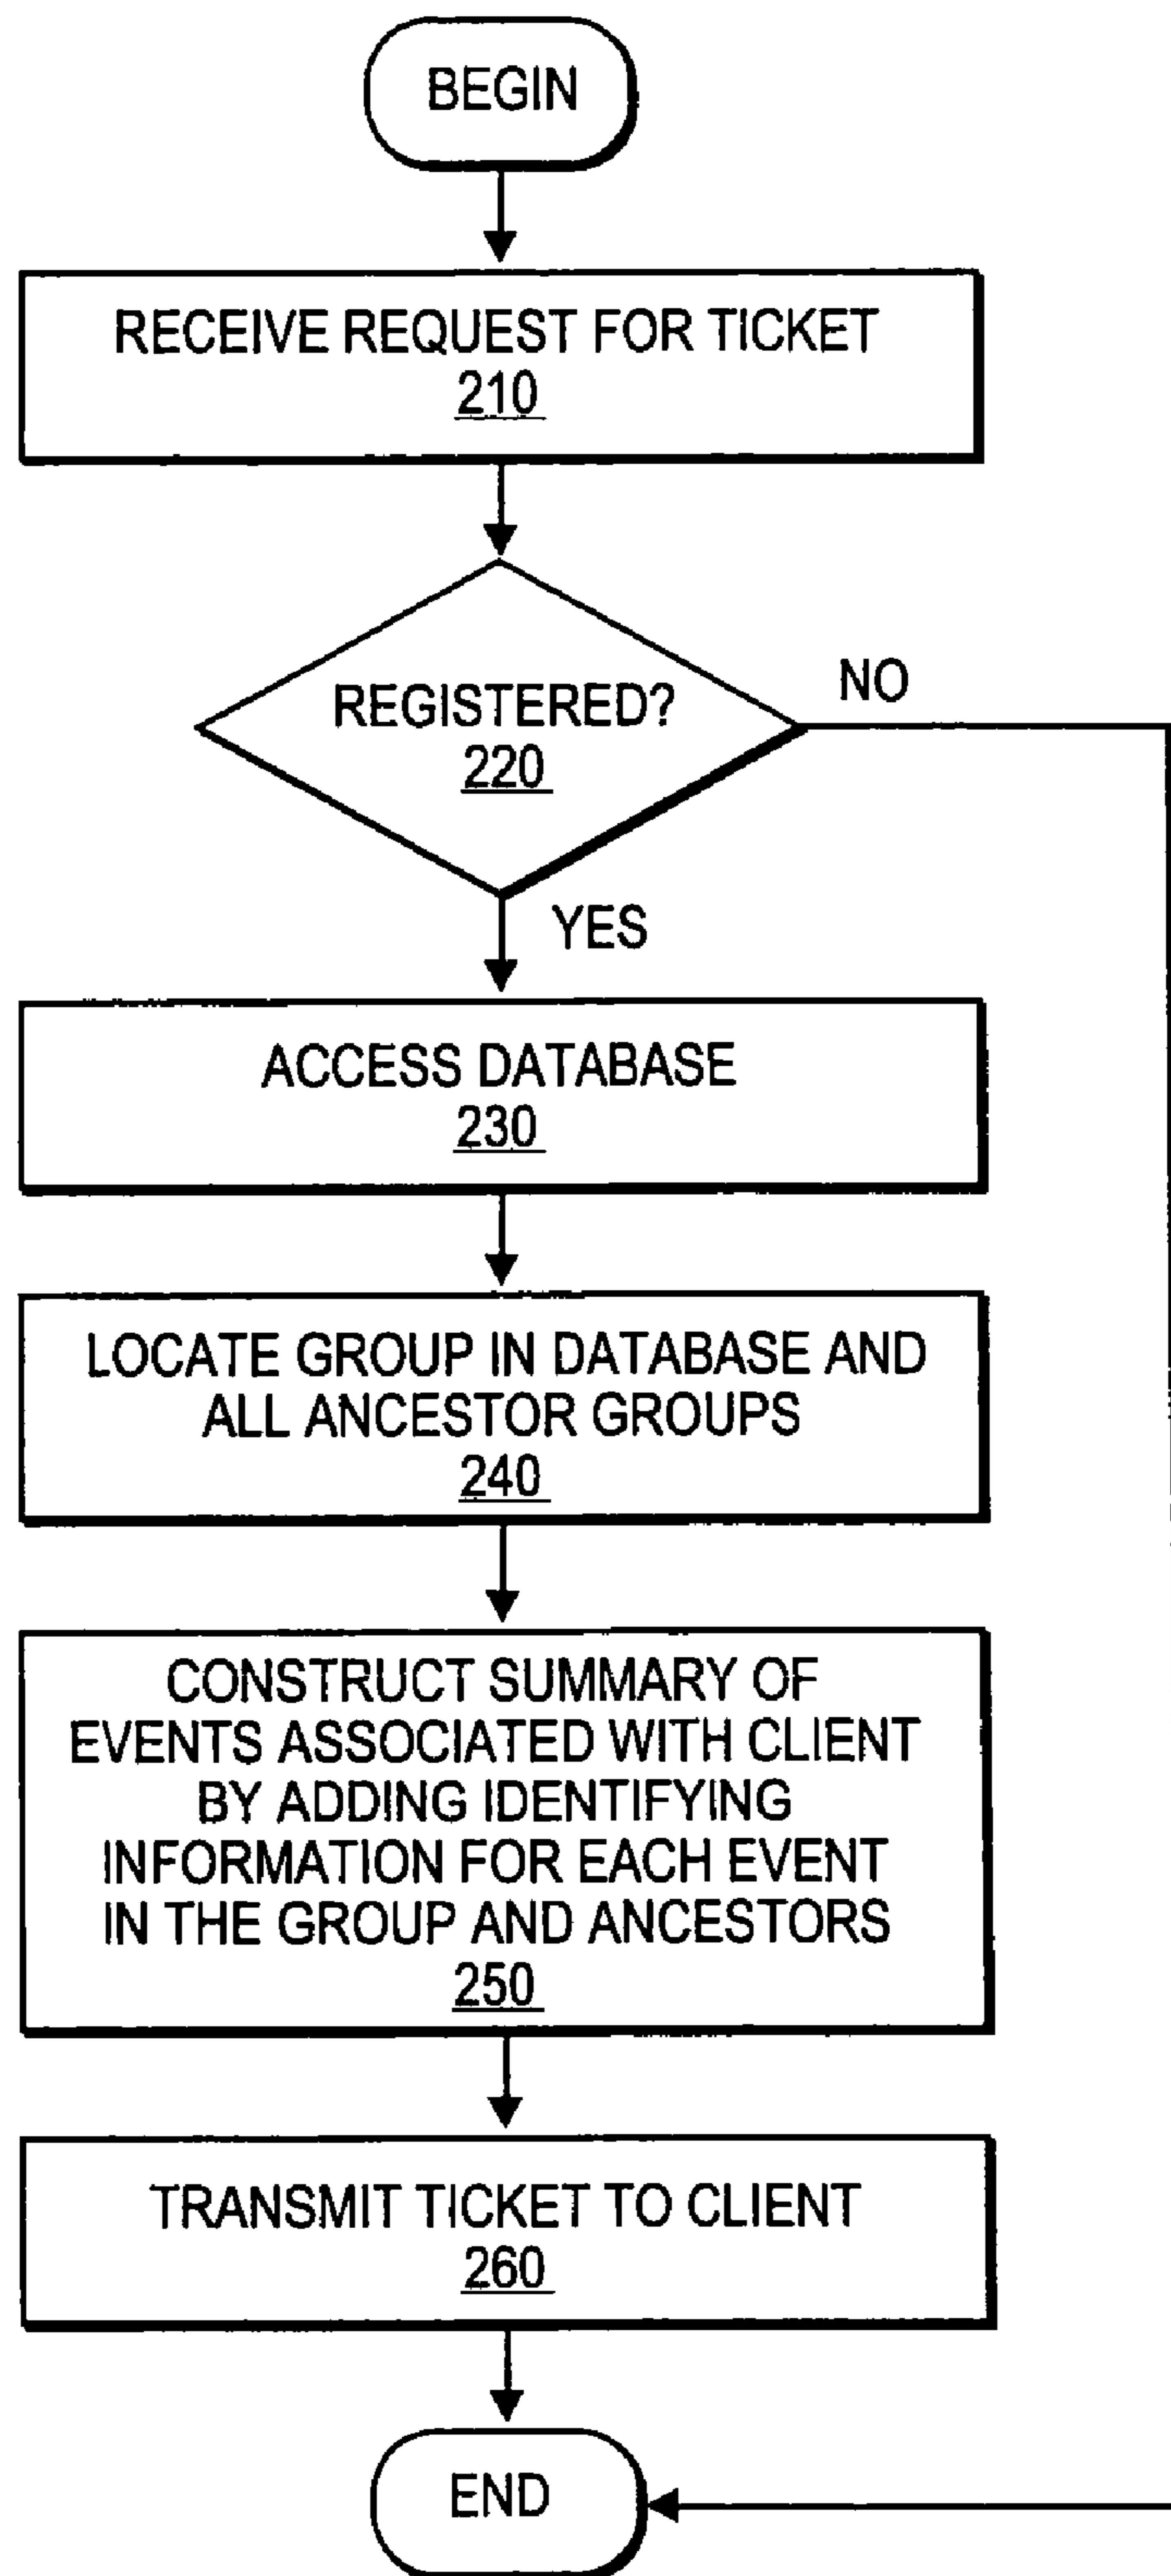 BEGIN
RECEIVE REQUEST FOR TICKET
210
REGISTERED?
220
NO
YES
ACCESS DATABASE
230
LOCATE GROUP IN DATABASE AND
ALL ANCESTOR GROUPS
240
CONSTRUCT SUMMARY OF
EVENTS ASSOCIATED WITH CLIENT
BY ADDING IDENTIFYING
INFORMATION FOR EACH EVENT
IN THE GROUP AND ANCESTORS
250
TRANSMIT TICKET TO CLIENT
260
END